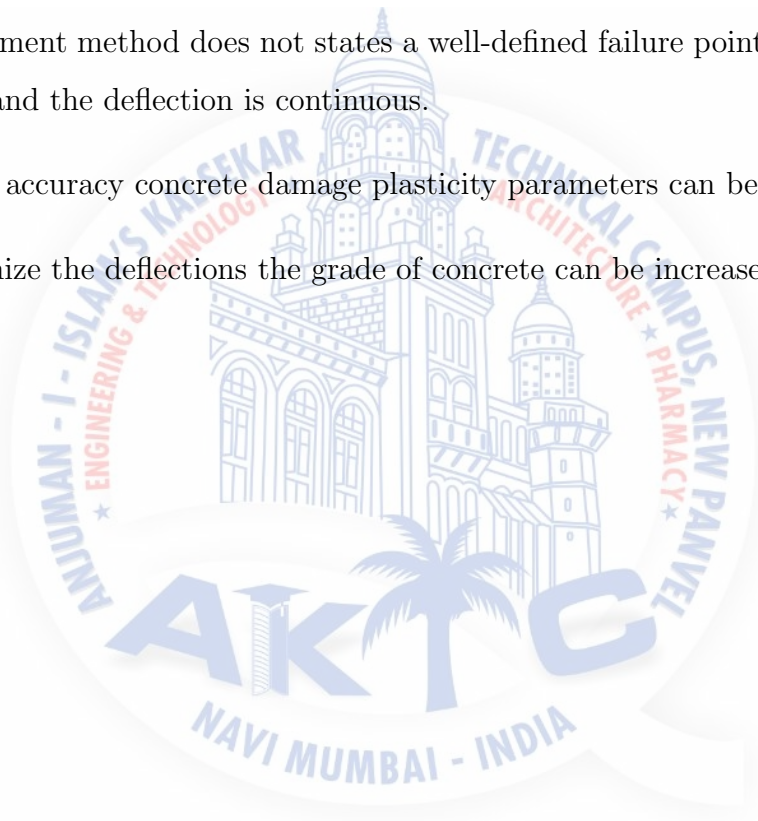 ment method does not states a well-defined failure point
and the deflection is continuous.
accuracy concrete damage plasticity parameters can be
ize the deflections the grade of concrete can be increase
ANJUMAN - I - ISLAM'S KALSEKAR TECHNICAL CAMPUS, NEW PANVEL
★ ENGINEERING & TECHNOLOGY ★ ARCHITECTURE ★ PHARMACY ★
AKTC
NAVI MUMBAI - INDIA